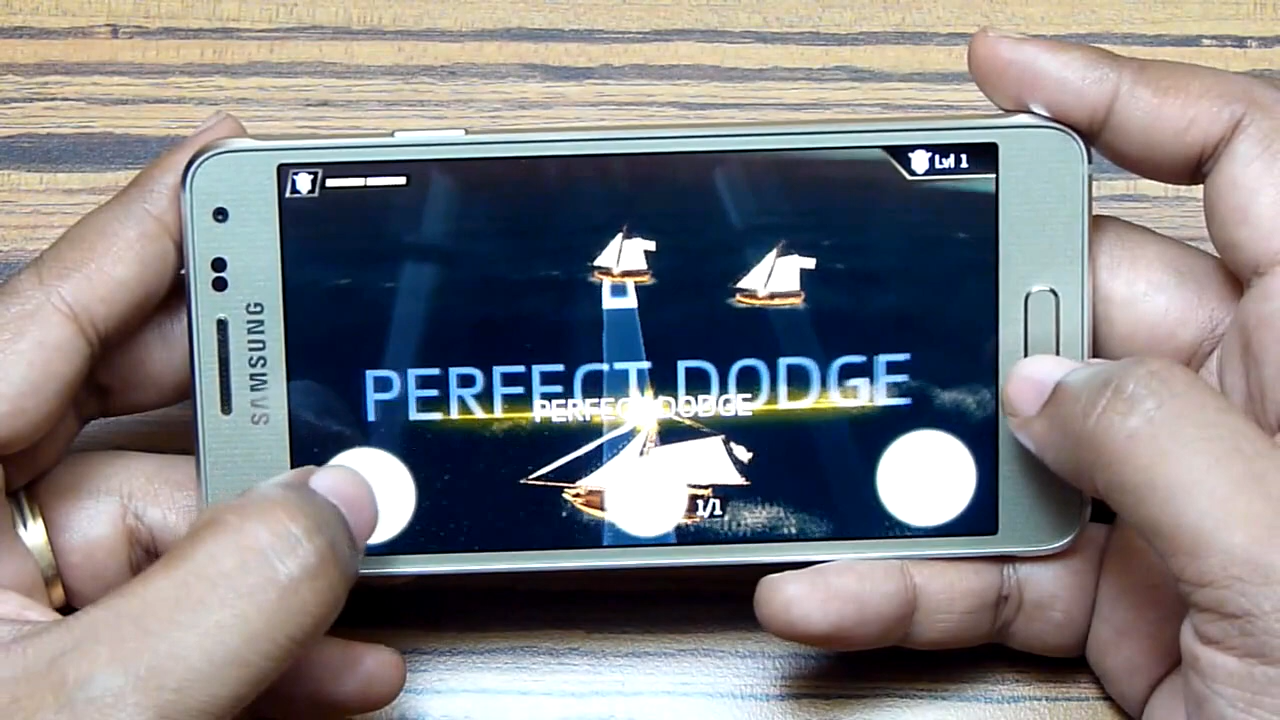 Lvl 1
SAMSUNG
PERFECT DODGE
PERFECT DODGE
1/1